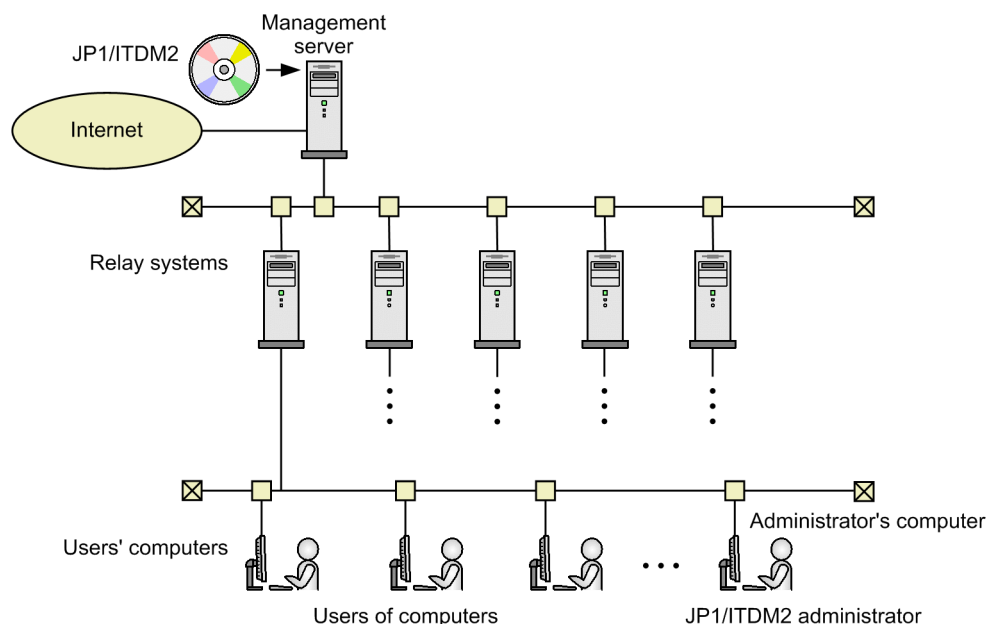 Management
server
JP1/ITDM2
Internet
Relay systems
Administrator's computer
Users' computers
Users of computers
JP1/ITDM2 administrator